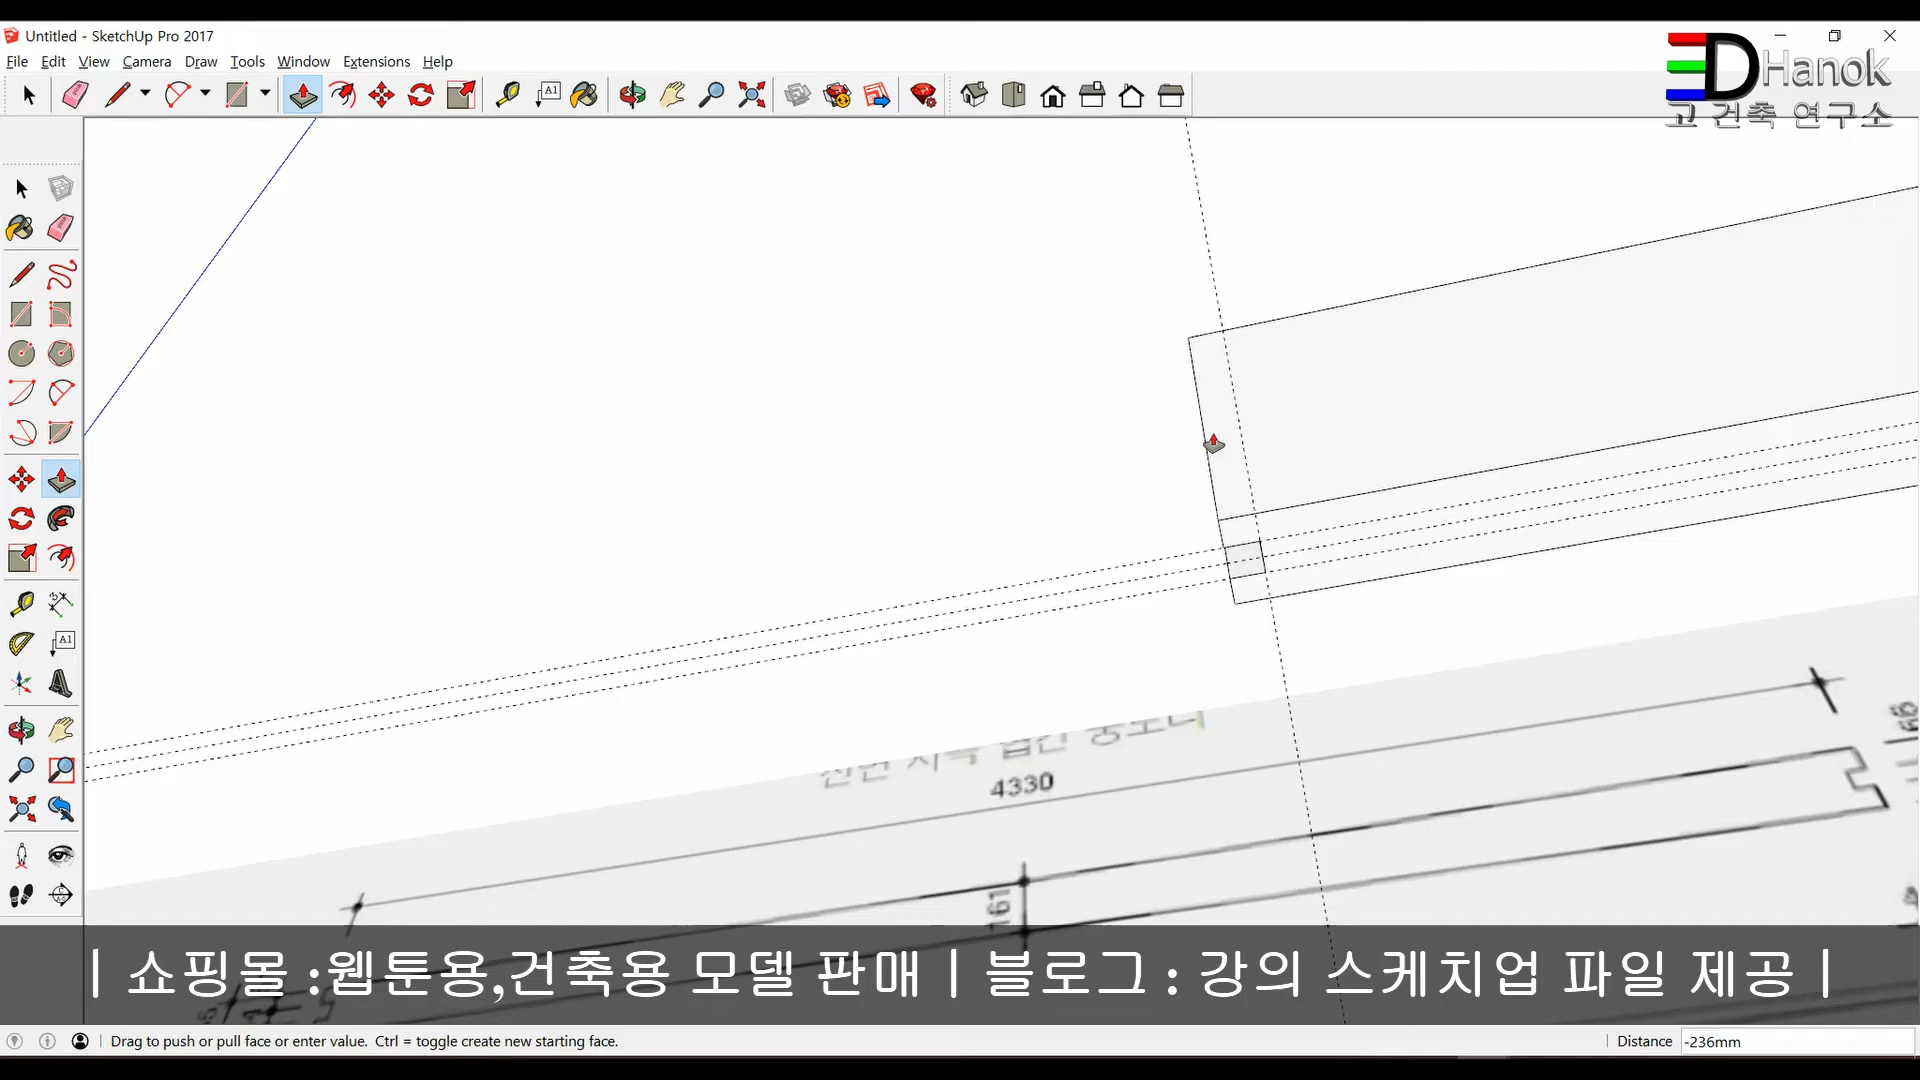 Untitled - SketchUp Pro 2017
File Edit View Camera Draw Tools Window Extensions Help
DHanok
고 건축 연구소
4330
161
66
| 쇼핑몰 :웹툰용,건축용 모델 판매 | 블로그 : 강의 스케치업 파일 제공 |
Drag to push or pull face or enter value. Ctrl = toggle create new starting face.
Distance -236mm